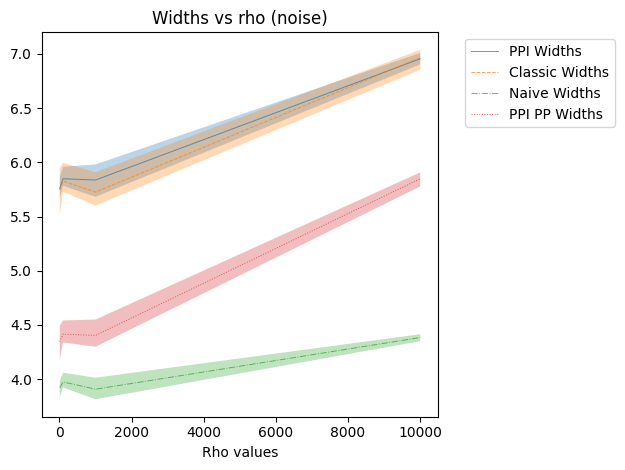 Widths vs rho (noise)
PPI Widths
Classic Widths
Naive Widths
PPI PP Widths
7.0
6.5
6.0
5.5
5.0
4.5
4.0
0 2000 4000 6000 8000 10000
Rho values